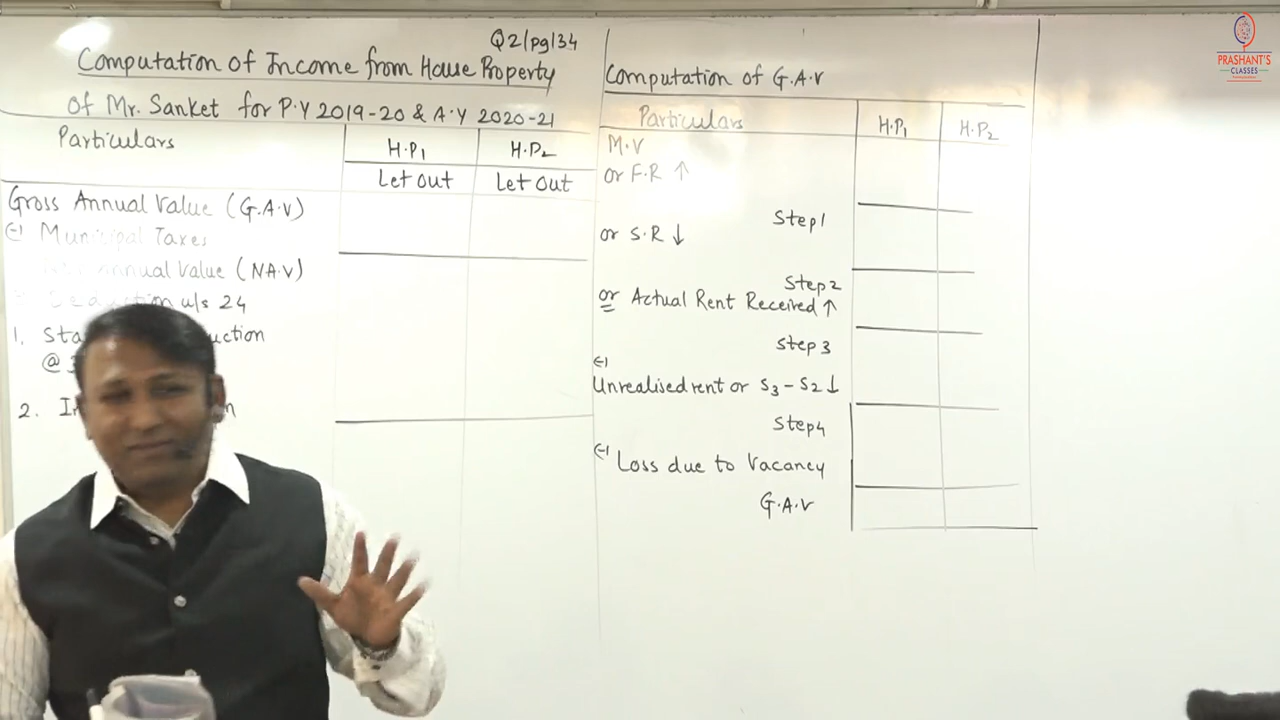 Q2/pg134
Computation of Income from House Property
of Mr. Sanket for P.Y 2019-20 & A.Y 2020-21
Particulars H.P1 H.P2
Let Out Let Out
Gross Annual Value (G.A.V)
(-) Municipal Taxes
Annual Value (NA.V)
u/s 24
1.
@
2.
Computation of G.A.V
Particulars H.P1 H.P2
M.V
or F.R ↑
Step1
or S.R ↓
Step2
or Actual Rent Received ↑
Step3
(-)
Unrealised rent or S3 - S2 ↓
Step4
(-) Loss due to Vacancy
G.A.V
PRASHANT'S
CLASSES